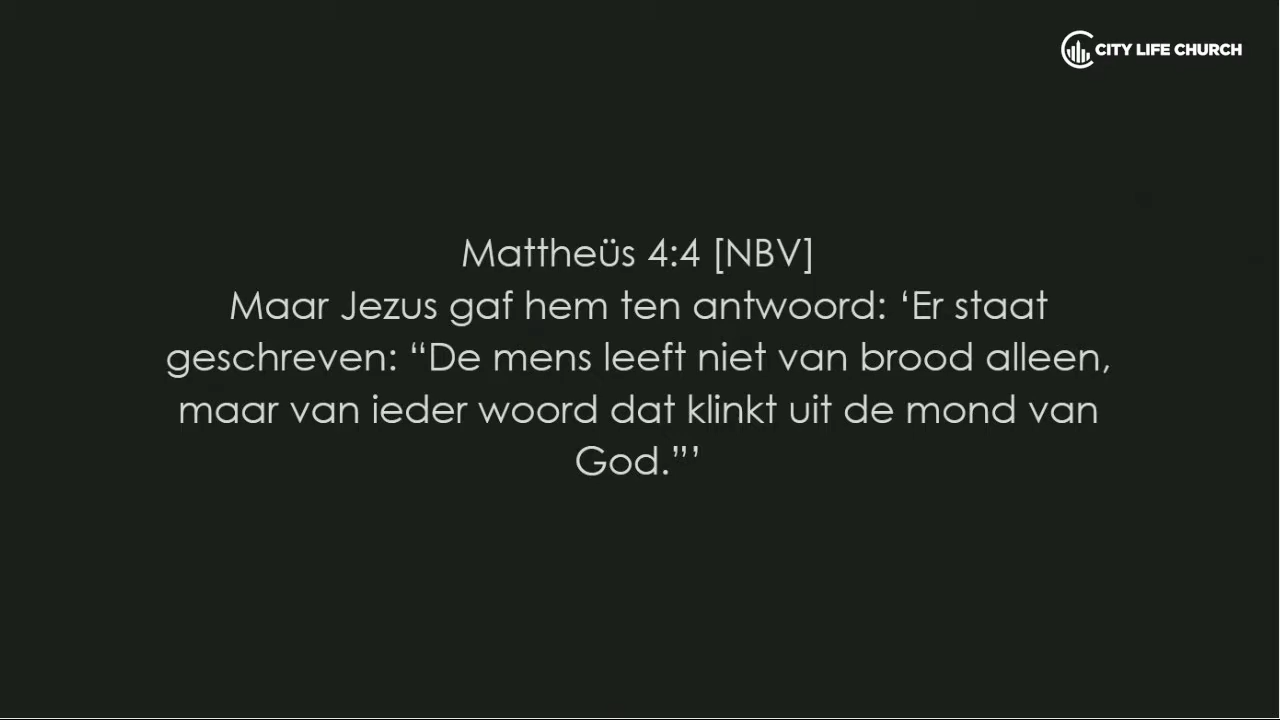 CITY LIFE CHURCH
Mattheüs 4:4 [NBV]
Maar Jezus gaf hem ten antwoord: ‘Er staat
geschreven: “De mens leeft niet van brood alleen,
maar van ieder woord dat klinkt uit de mond van
God.”’